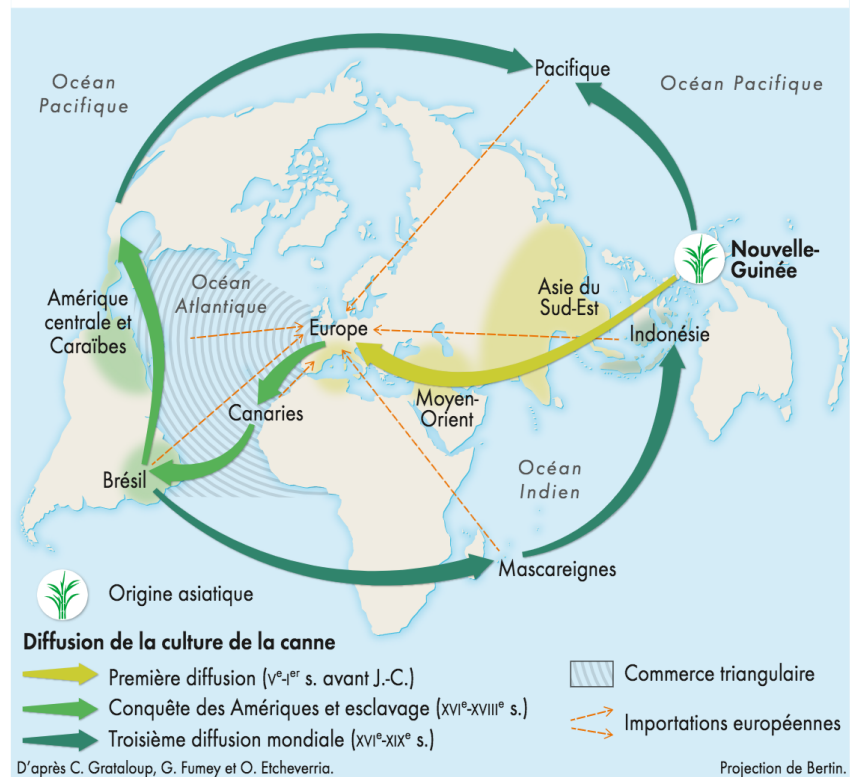 Océan
Pacifique
Pacifique
Océan Pacifique
Nouvelle-
Guinée
Océan
Atlantique
Asie du
Sud-Est
Amérique
centrale et
Caraïbes
Europe
Indonésie
Canaries
Moyen-
Orient
Brésil
Océan
Indien
Mascareignes
Origine asiatique
Diffusion de la culture de la canne
Première diffusion (Ve-Ier s. avant J.-C.)
Conquête des Amériques et esclavage (XVIe-XVIIIe s.)
Troisième diffusion mondiale (XVIe-XIXe s.)
Commerce triangulaire
Importations européennes
D'après C. Grataloup, G. Fumey et O. Etcheverria.
Projection de Bertin.